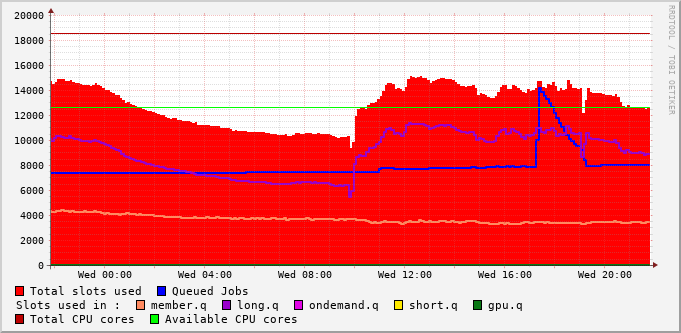 RRDTOOL / TOBI OETIKER
20000
18000
16000
14000
12000
10000
8000
6000
4000
2000
0
Wed 00:00 Wed 04:00 Wed 08:00 Wed 12:00 Wed 16:00 Wed 20:00
Total slots used Queued Jobs
Slots used in : member.q long.q ondemand.q short.q gpu.q
Total CPU cores Available CPU cores